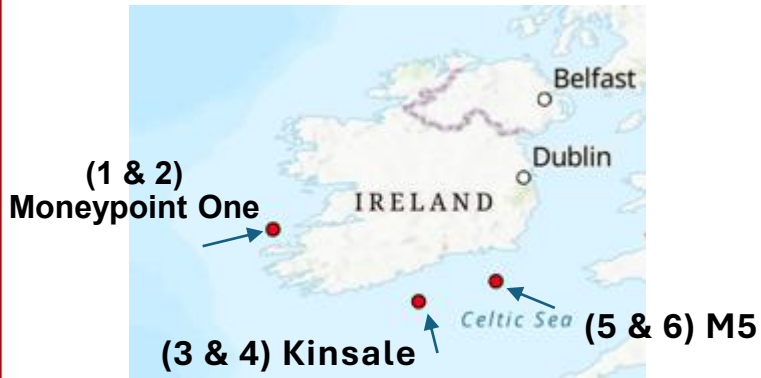 Belfast
Dublin
(1 & 2)
Moneypoint One
IRELAND
Celtic Sea
(5 & 6) M5
(3 & 4) Kinsale